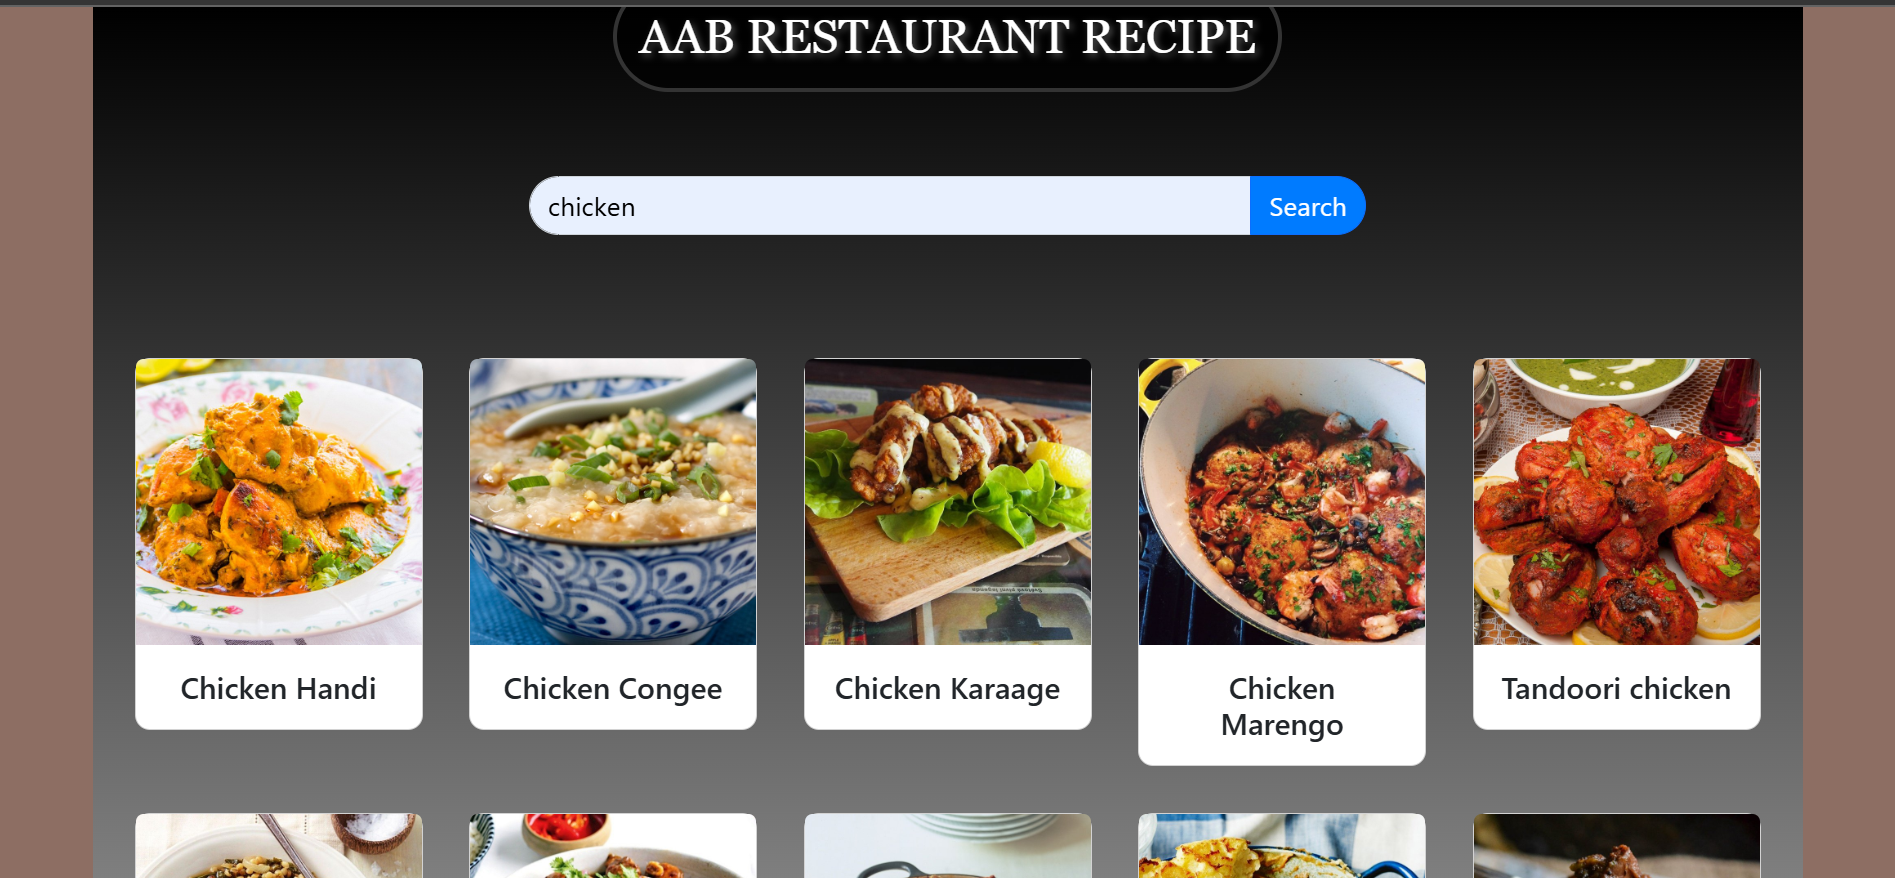 AAB RESTAURANT RECIPE
chicken
Search
Chicken Handi
Chicken Congee
Chicken Karaage
Chicken
Marengo
Tandoori chicken